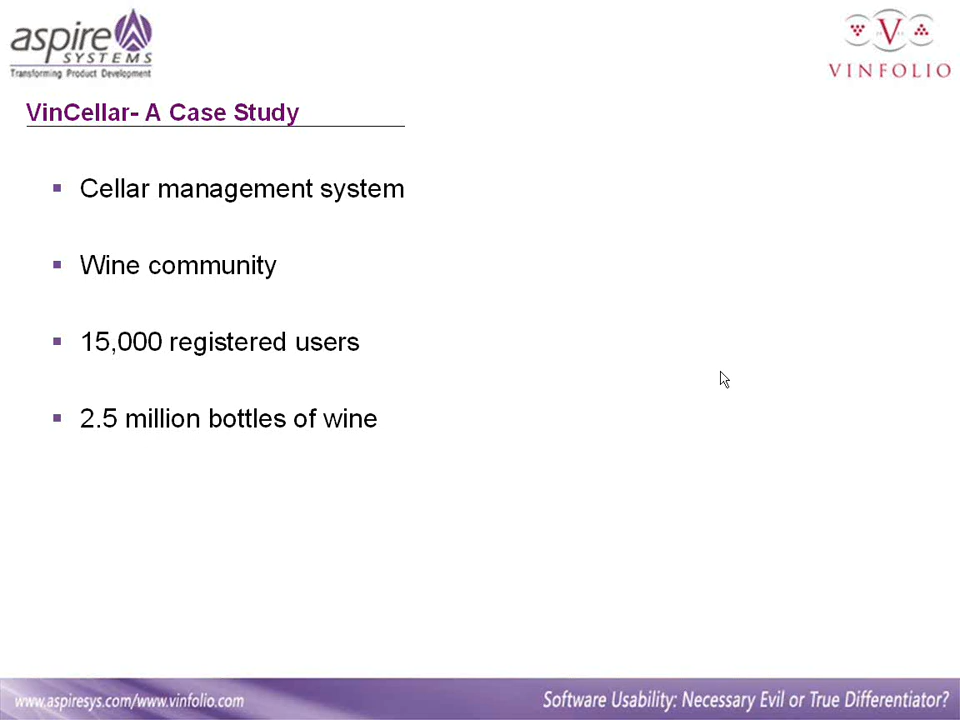 aspire
SYSTEMS
Transforming Product Development
V
VINFOLIO
VinCellar- A Case Study
Cellar management system
Wine community
15,000 registered users
2.5 million bottles of wine
www.aspiresys.com/www.vinfolio.com
Software Usability: Necessary Evil or True Differentiator?